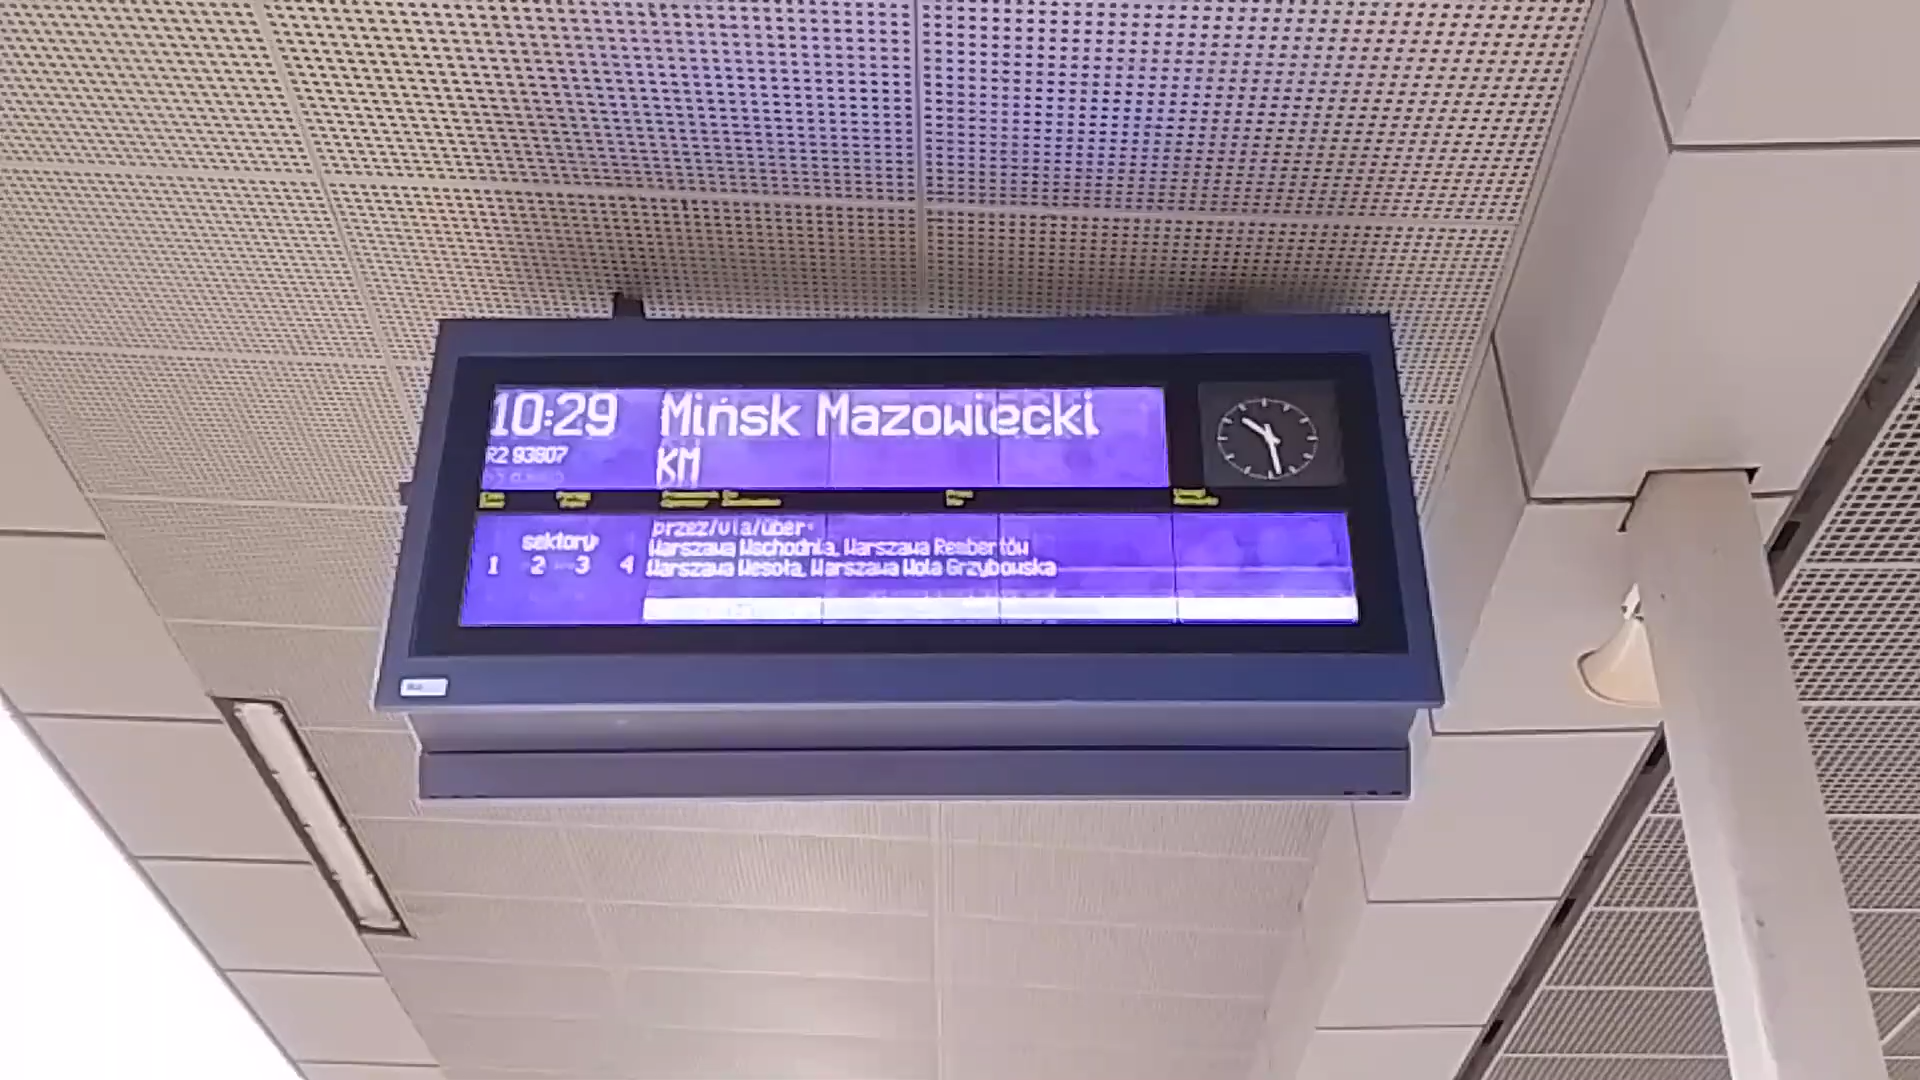 10:29 Mińsk Mazowiecki
R2 93807 KM
przez/via/über:
sektory Warszawa Wschodnia, Warszawa Rembertów
1 2 3 4 Warszawa Wesoła, Warszawa Wola Grzybowska